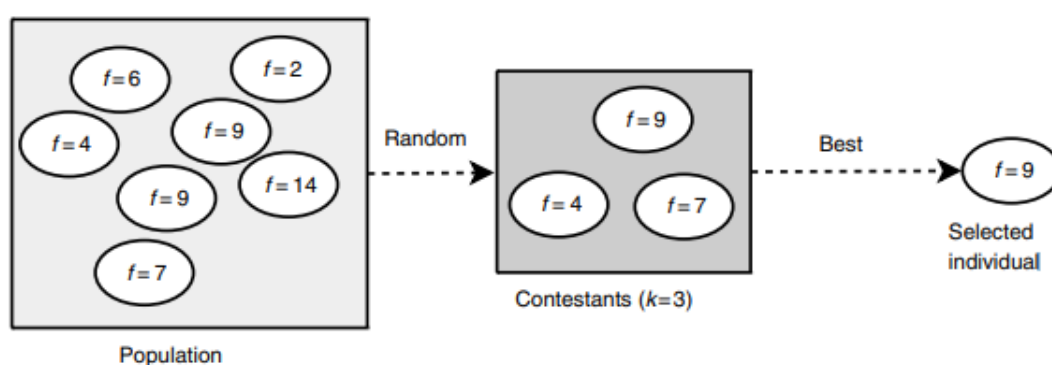 f=6
f=2
f=4
f=9
f=9
f=14
f=7
Population
Random
f=9
f=4
f=7
Contestants (k=3)
Best
f=9
Selected
individual